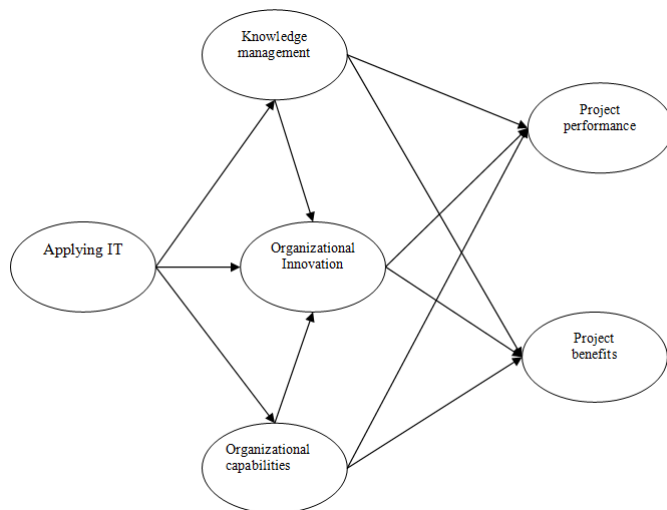 Knowledge
management
Project
performance
Applying IT
Organizational
Innovation
Project
benefits
Organizational
capabilities